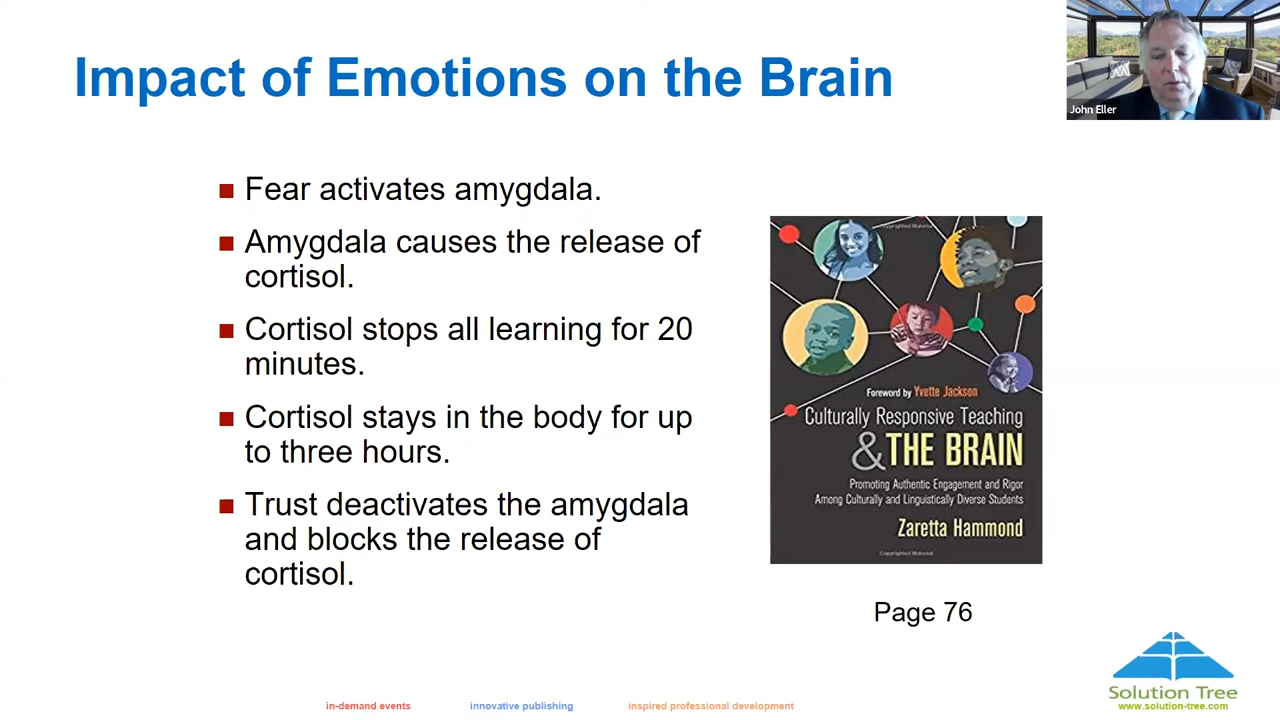 Impact of Emotions on the Brain
John Eller
Fear activates amygdala.
Amygdala causes the release of
cortisol.
Cortisol stops all learning for 20
minutes.
Cortisol stays in the body for up
to three hours.
Trust deactivates the amygdala
and blocks the release of
cortisol.
Copyrighted Material
Foreword by Yvette Jackson
Culturally Responsive Teaching
& THE BRAIN
Promoting Authentic Engagement and Rigor
Among Culturally and Linguistically Diverse Students
Zaretta Hammond
Copyrighted Material
Page 76
Solution Tree
www.solution-tree.com
in-demand events
innovative publishing
inspired professional development